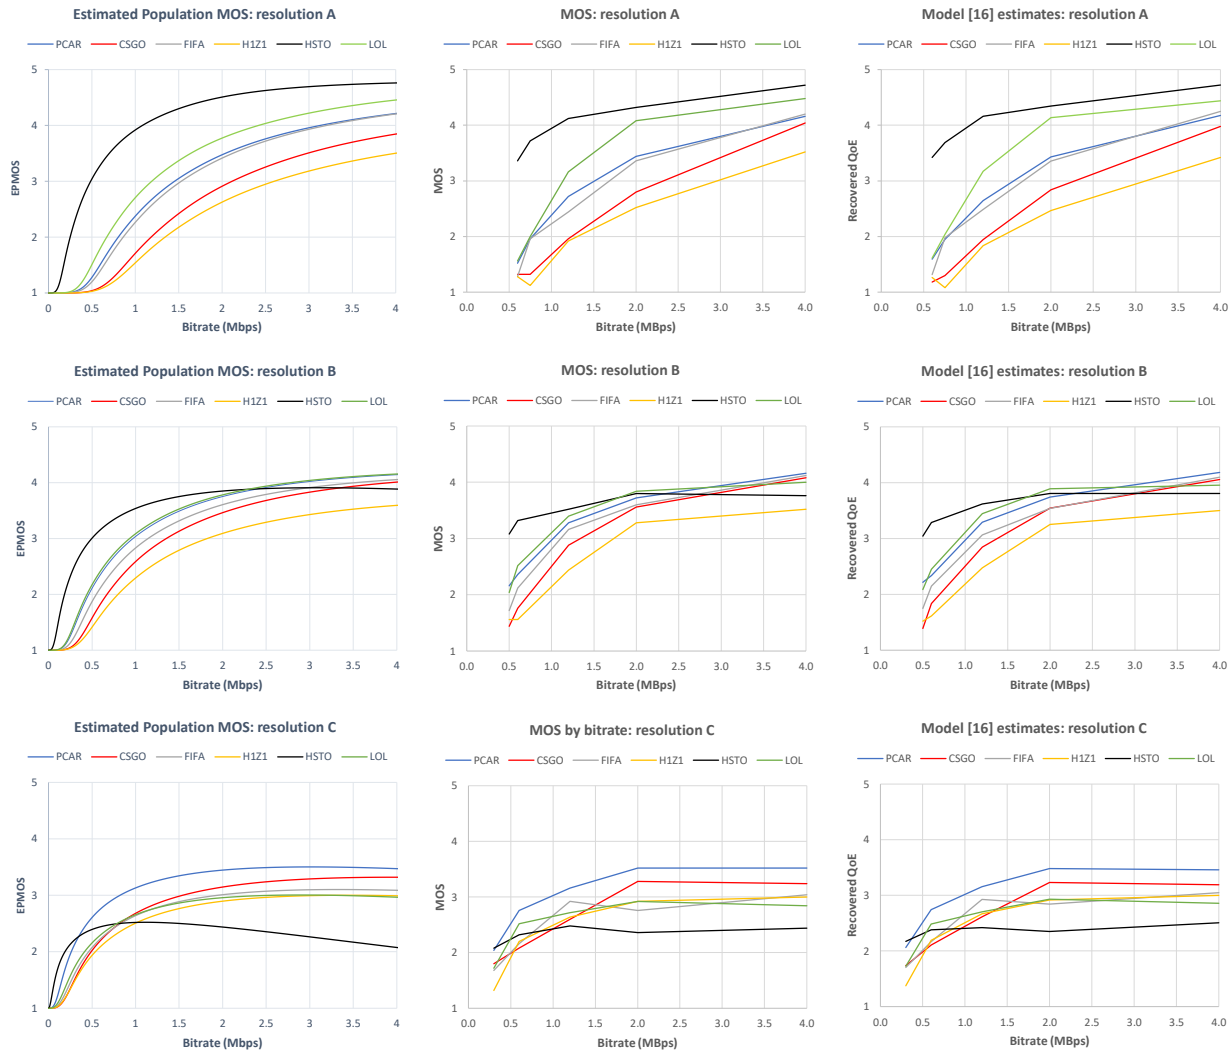 Estimated Population MOS: resolution A
PCAR CSGO FIFA H1Z1 HSTO LOL
EPMOS
5
4
3
2
1
0 0.5 1 1.5 2 2.5 3 3.5 4
Bitrate (Mbps)
MOS: resolution A
PCAR CSGO FIFA H1Z1 HSTO LOL
MOS
5
4
3
2
1
0.0 0.5 1.0 1.5 2.0 2.5 3.0 3.5 4.0
Bitrate (MBps)
Model [16] estimates: resolution A
PCAR CSGO FIFA H1Z1 HSTO LOL
Recovered QoE
5
4
3
2
1
0.0 0.5 1.0 1.5 2.0 2.5 3.0 3.5 4.0
Bitrate (MBps)
Estimated Population MOS: resolution B
PCAR CSGO FIFA H1Z1 HSTO LOL
EPMOS
5
4
3
2
1
0 0.5 1 1.5 2 2.5 3 3.5 4
Bitrate (Mbps)
MOS: resolution B
PCAR CSGO FIFA H1Z1 HSTO LOL
MOS
5
4
3
2
1
0.0 0.5 1.0 1.5 2.0 2.5 3.0 3.5 4.0
Bitrate (MBps)
Model [16] estimates: resolution B
PCAR CSGO FIFA H1Z1 HSTO LOL
Recovered QoE
5
4
3
2
1
0.0 0.5 1.0 1.5 2.0 2.5 3.0 3.5 4.0
Bitrate (MBps)
Estimated Population MOS: resolution C
PCAR CSGO FIFA H1Z1 HSTO LOL
EPMOS
5
4
3
2
1
0 0.5 1 1.5 2 2.5 3 3.5 4
Bitrate (Mbps)
MOS by bitrate: resolution C
PCAR CSGO FIFA H1Z1 HSTO LOL
MOS
5
4
3
2
1
0.0 0.5 1.0 1.5 2.0 2.5 3.0 3.5 4.0
Bitrate (MBps)
Model [16] estimates: resolution C
PCAR CSGO FIFA H1Z1 HSTO LOL
Recovered QoE
5
4
3
2
1
0.0 0.5 1.0 1.5 2.0 2.5 3.0 3.5 4.0
Bitrate (MBps)